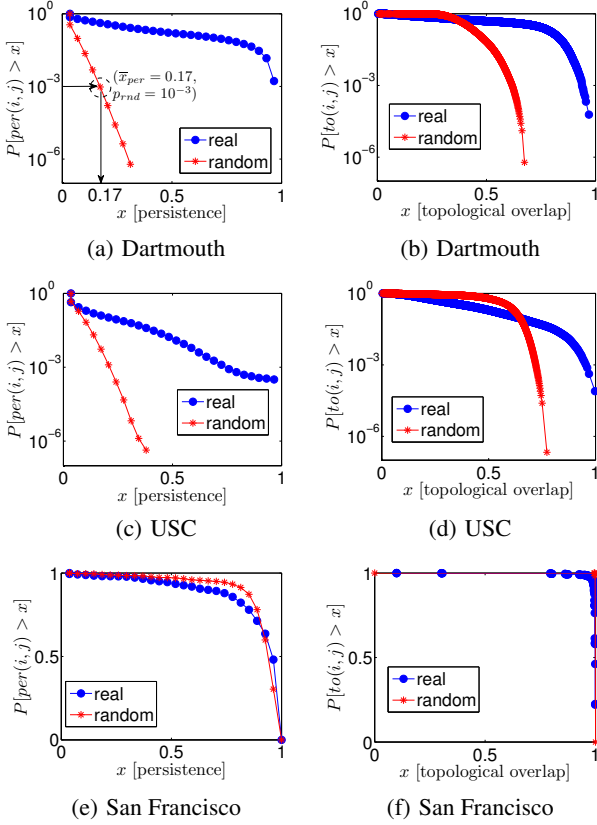 10^0
10^{-3}
10^{-6}
P[per(i, j) > x]
(\overline{x}_{per} = 0.17,
p_{rnd} = 10^{-3})
real
random
0 0.17 0.5 1
x [persistence]
(a) Dartmouth
10^0
10^{-3}
10^{-6}
P[to(i, j) > x]
real
random
0 0.5 1
x [topological overlap]
(b) Dartmouth
10^0
10^{-3}
10^{-6}
P[per(i, j) > x]
real
random
0 0.5 1
x [persistence]
(c) USC
10^0
10^{-3}
10^{-6}
P[to(i, j) > x]
real
random
0 0.5 1
x [topological overlap]
(d) USC
1
0.5
0
P[per(i, j) > x]
real
random
0 0.5 1
x [persistence]
(e) San Francisco
1
0.5
0
P[to(i, j) > x]
real
random
0 0.5 1
x [topological overlap]
(f) San Francisco